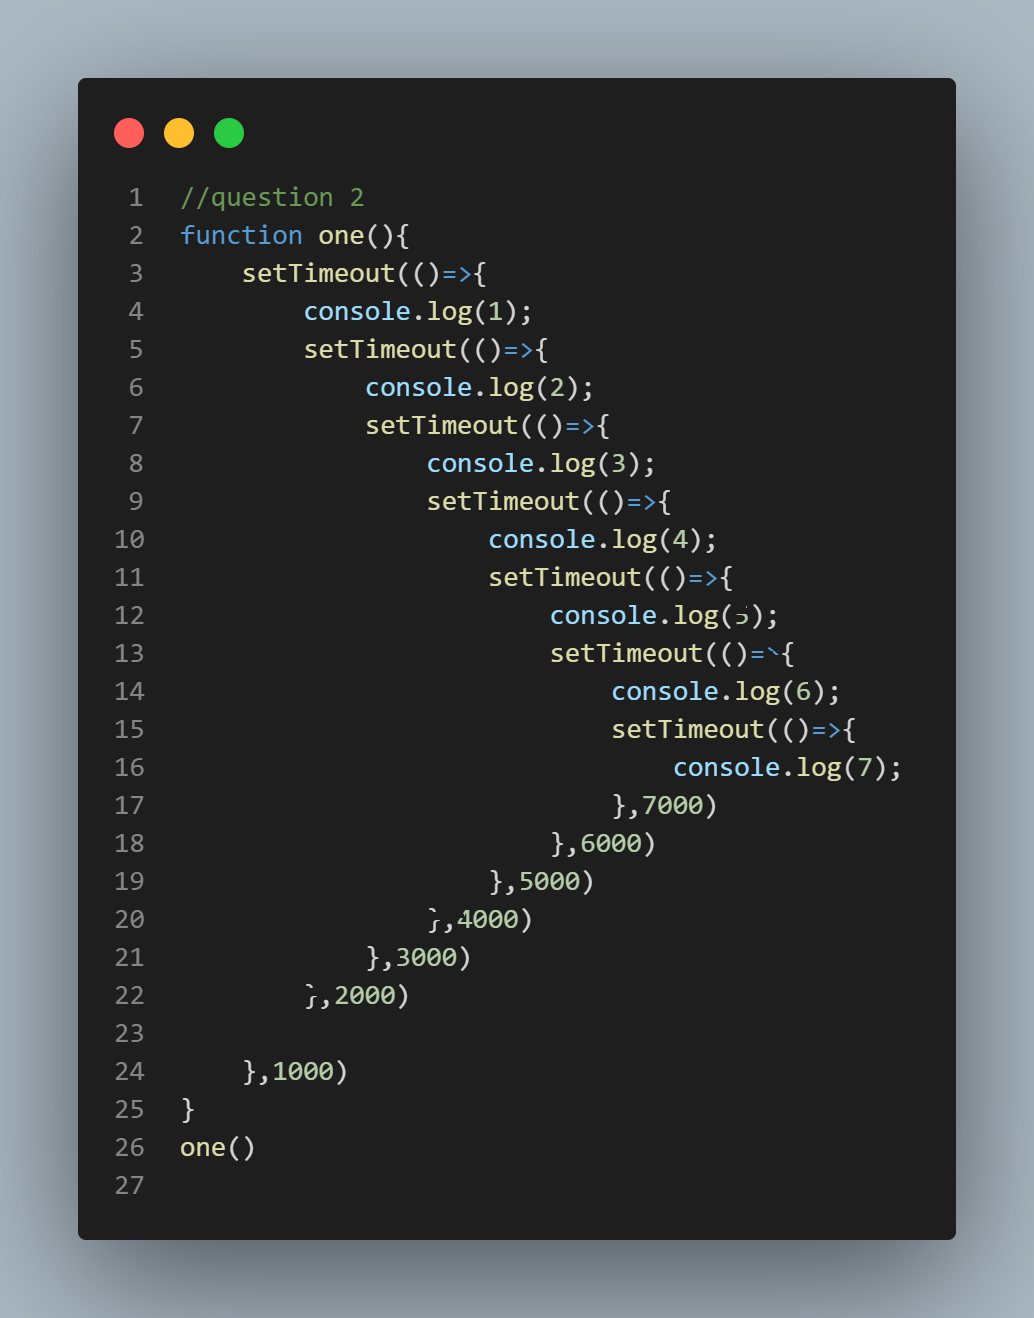 1 //question 2
2 function one(){
3     setTimeout(()=>{
4         console.log(1);
5         setTimeout(()=>{
6             console.log(2);
7             setTimeout(()=>{
8                 console.log(3);
9                 setTimeout(()=>{
10                     console.log(4);
11                     setTimeout(()=>{
12                         console.log(5);
13                         setTimeout(()=>{
14                             console.log(6);
15                             setTimeout(()=>{
16                                 console.log(7);
17                             },7000)
18                         },6000)
19                     },5000)
20                 },4000)
21             },3000)
22         },2000)
23
24     },1000)
25 }
26 one()
27